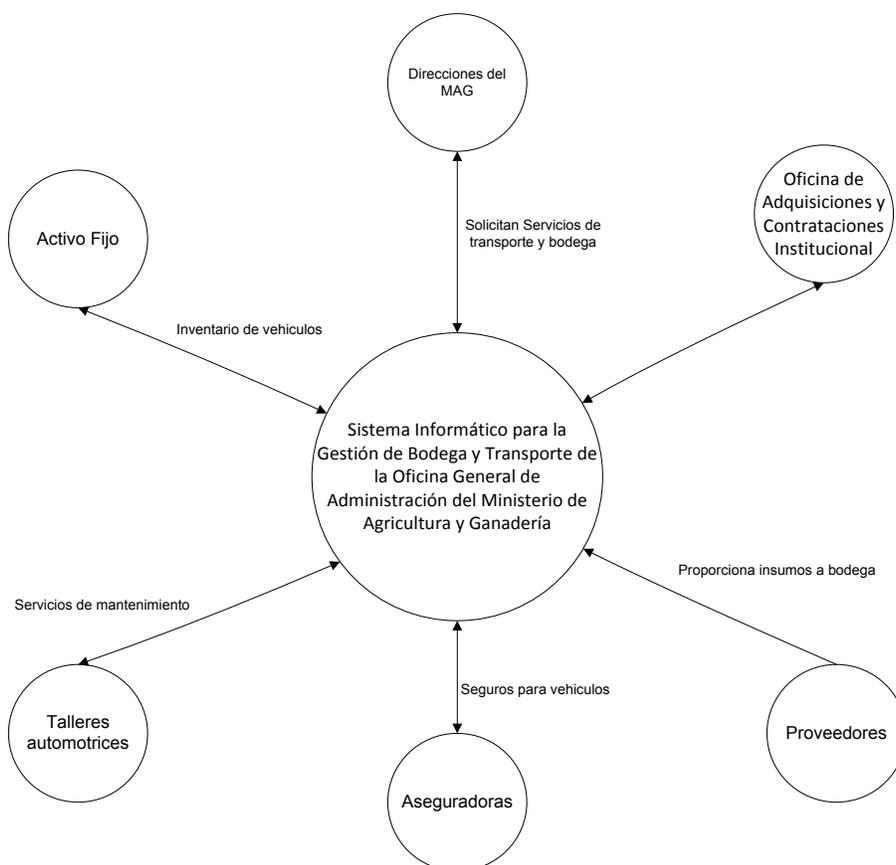 Direcciones del
MAG
Oficina de
Adquisiciones y
Contrataciones
Institucional
Activo Fijo
Solicitan Servicios de
transporte y bodega
Inventario de vehiculos
Sistema Informático para la
Gestión de Bodega y Transporte de
la Oficina General de
Administración del Ministerio de
Agricultura y Ganadería
Proporciona insumos a bodega
Servicios de mantenimiento
Seguros para vehiculos
Talleres
automotrices
Proveedores
Aseguradoras